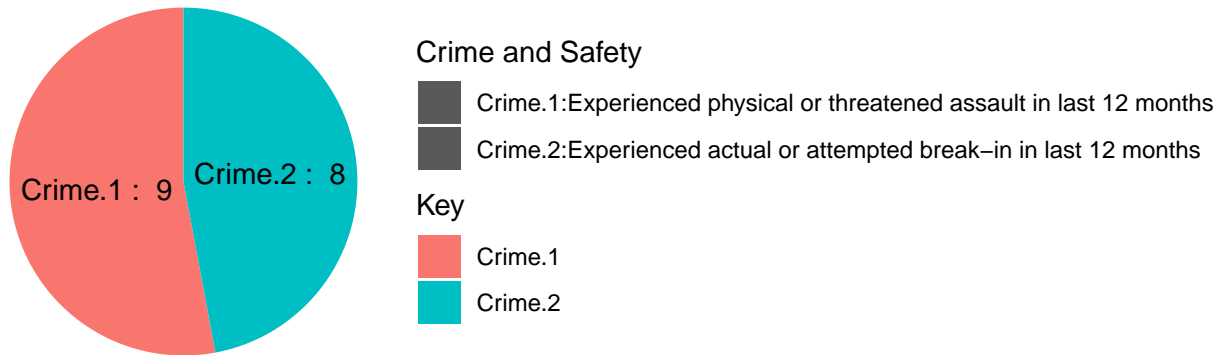 Crime.1 :  9
Crime.2 :  8
Crime and Safety
Crime.1:Experienced physical or threatened assault in last 12 months
Crime.2:Experienced actual or attempted break−in in last 12 months
Key
Crime.1
Crime.2